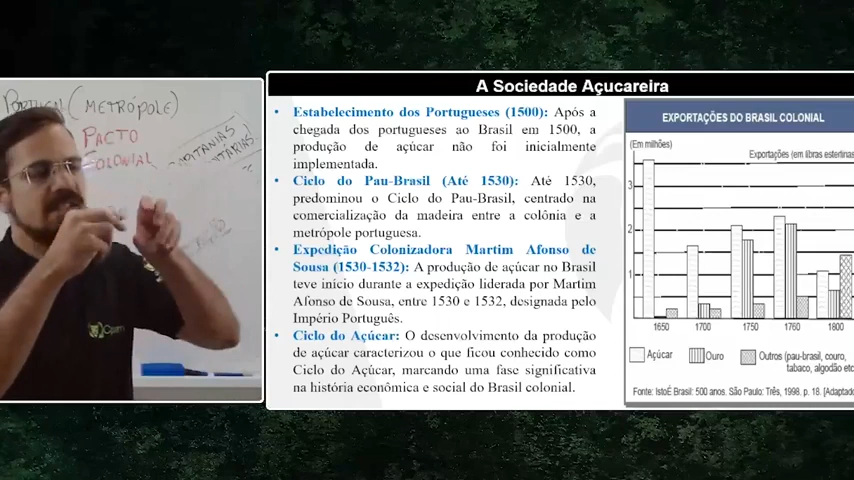 PORTUGAL (METRÓPOLE)
PACTO
COLONIAL
CAPITANIAS
A Sociedade Açucareira
• Estabelecimento dos Portugueses (1500): Após a
chegada dos portugueses ao Brasil em 1500, a
produção de açúcar não foi inicialmente
implementada.
• Ciclo do Pau-Brasil (Até 1530): Até 1530,
predominou o Ciclo do Pau-Brasil, centrado na
comercialização da madeira entre a colônia e a
metrópole portuguesa.
• Expedição Colonizadora Martim Afonso de
Sousa (1530-1532): A produção de açúcar no Brasil
teve início durante a expedição liderada por Martim
Afonso de Sousa, entre 1530 e 1532, designada pelo
Império Português.
• Ciclo do Açúcar: O desenvolvimento da produção
de açúcar caracterizou o que ficou conhecido como
Ciclo do Açúcar, marcando uma fase significativa
na história econômica e social do Brasil colonial.
EXPORTAÇÕES DO BRASIL COLONIAL
(Em milhões)
Exportações (em libras esterlinas
3
2
1
1650 1700 1750 1760 1800
Açúcar Ouro Outros (pau-brasil, couro,
tabaco, algodão etc
Fonte: IstoÉ Brasil: 500 anos. São Paulo: Três, 1998. p. 18. [Adaptado